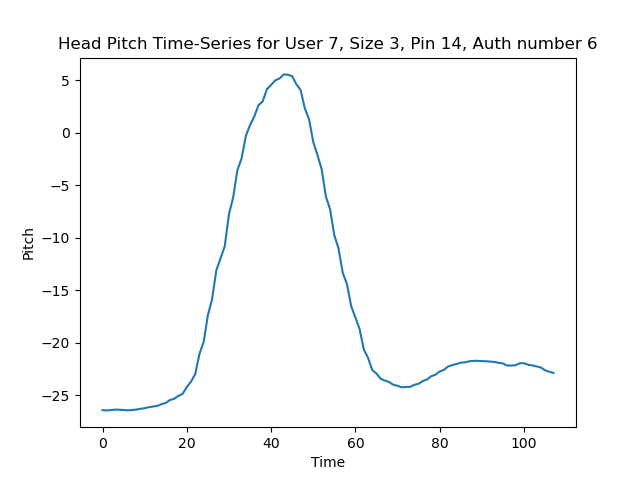 Head Pitch Time-Series for User 7, Size 3, Pin 14, Auth number 6
5
0
−5
−10
−15
−20
−25
Pitch
0 20 40 60 80 100
Time